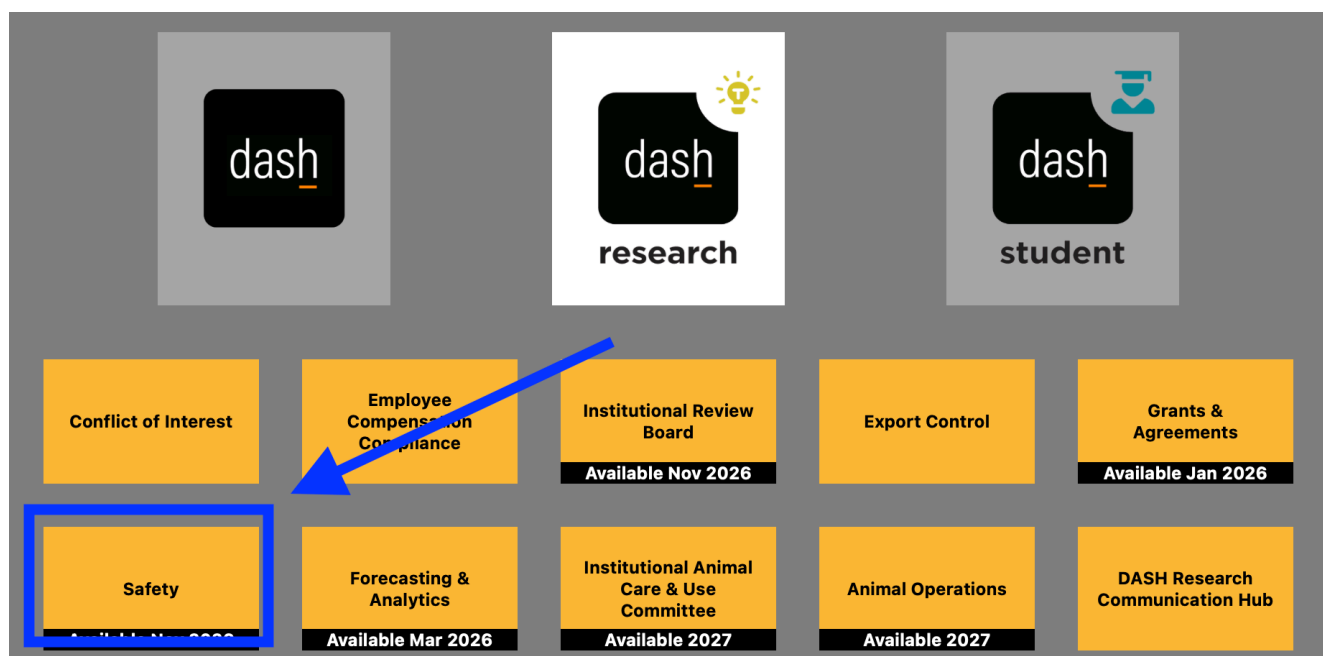 dash
dash
dash
research
student
Conflict of Interest
Employee
Compensation
Compliance
Institutional Review
Board
Available Nov 2026
Export Control
Grants &
Agreements
Available Jan 2026
Safety
Forecasting &
Analytics
Available Mar 2026
Institutional Animal
Care & Use
Committee
Available 2027
Animal Operations
Available 2027
DASH Research
Communication Hub